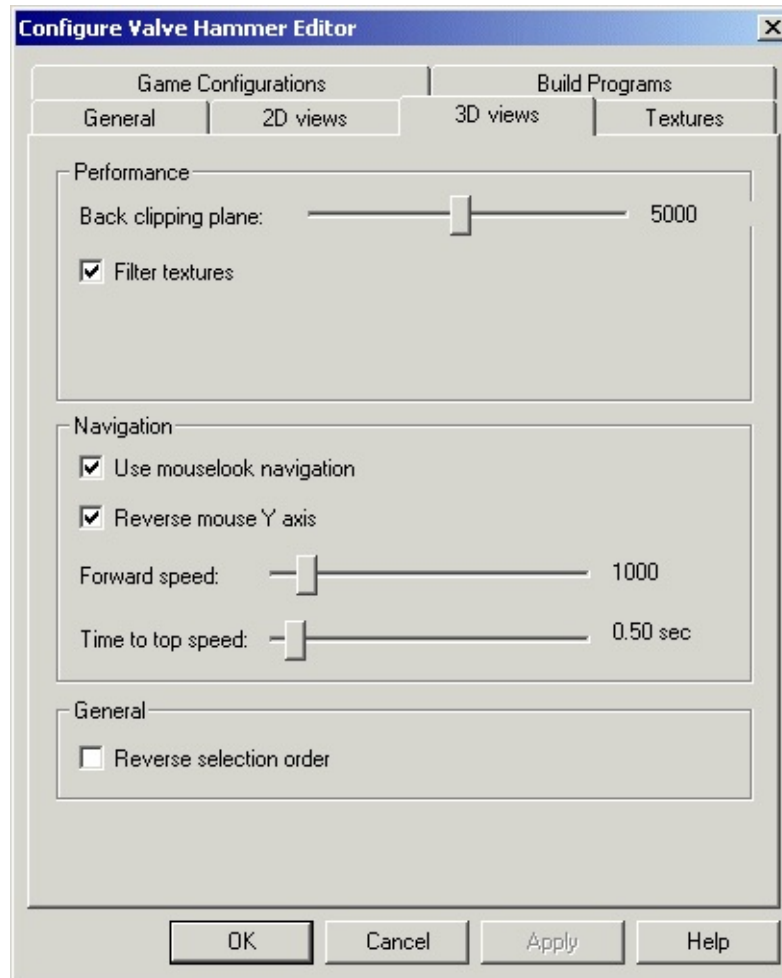 Configure Valve Hammer Editor
Game Configurations Build Programs
General 2D views 3D views Textures
Performance
Back clipping plane: 5000
Filter textures
Navigation
Use mouselook navigation
Reverse mouse Y axis
Forward speed: 1000
Time to top speed: 0.50 sec
General
Reverse selection order
OK Cancel Apply Help